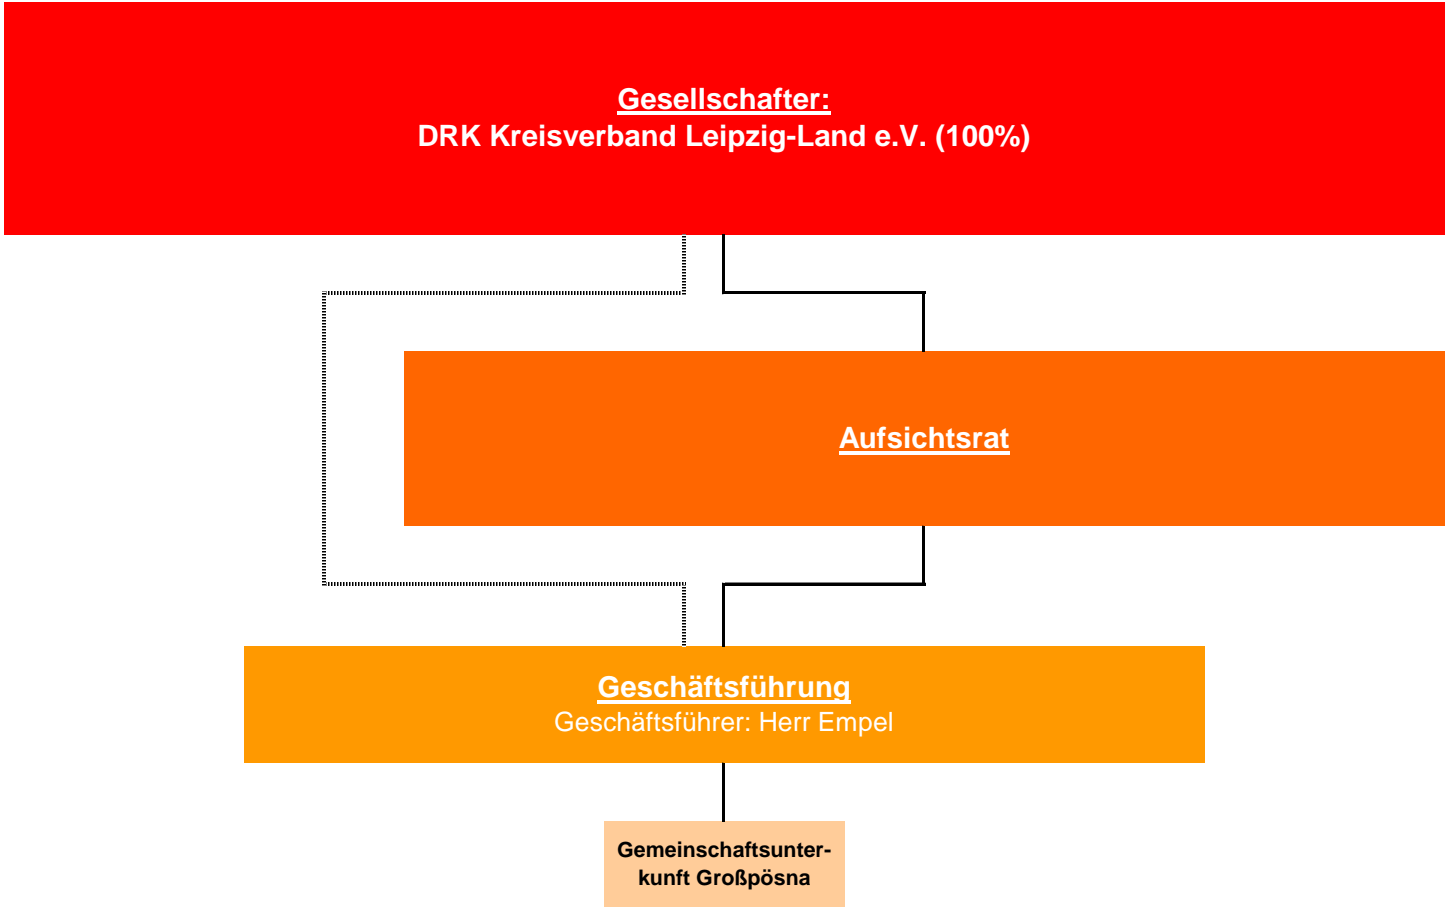 Gesellschafter:
DRK Kreisverband Leipzig-Land e.V. (100%)
Aufsichtsrat
Geschäftsführung
Geschäftsführer: Herr Empel
Gemeinschaftsunter-
kunft Großpösna